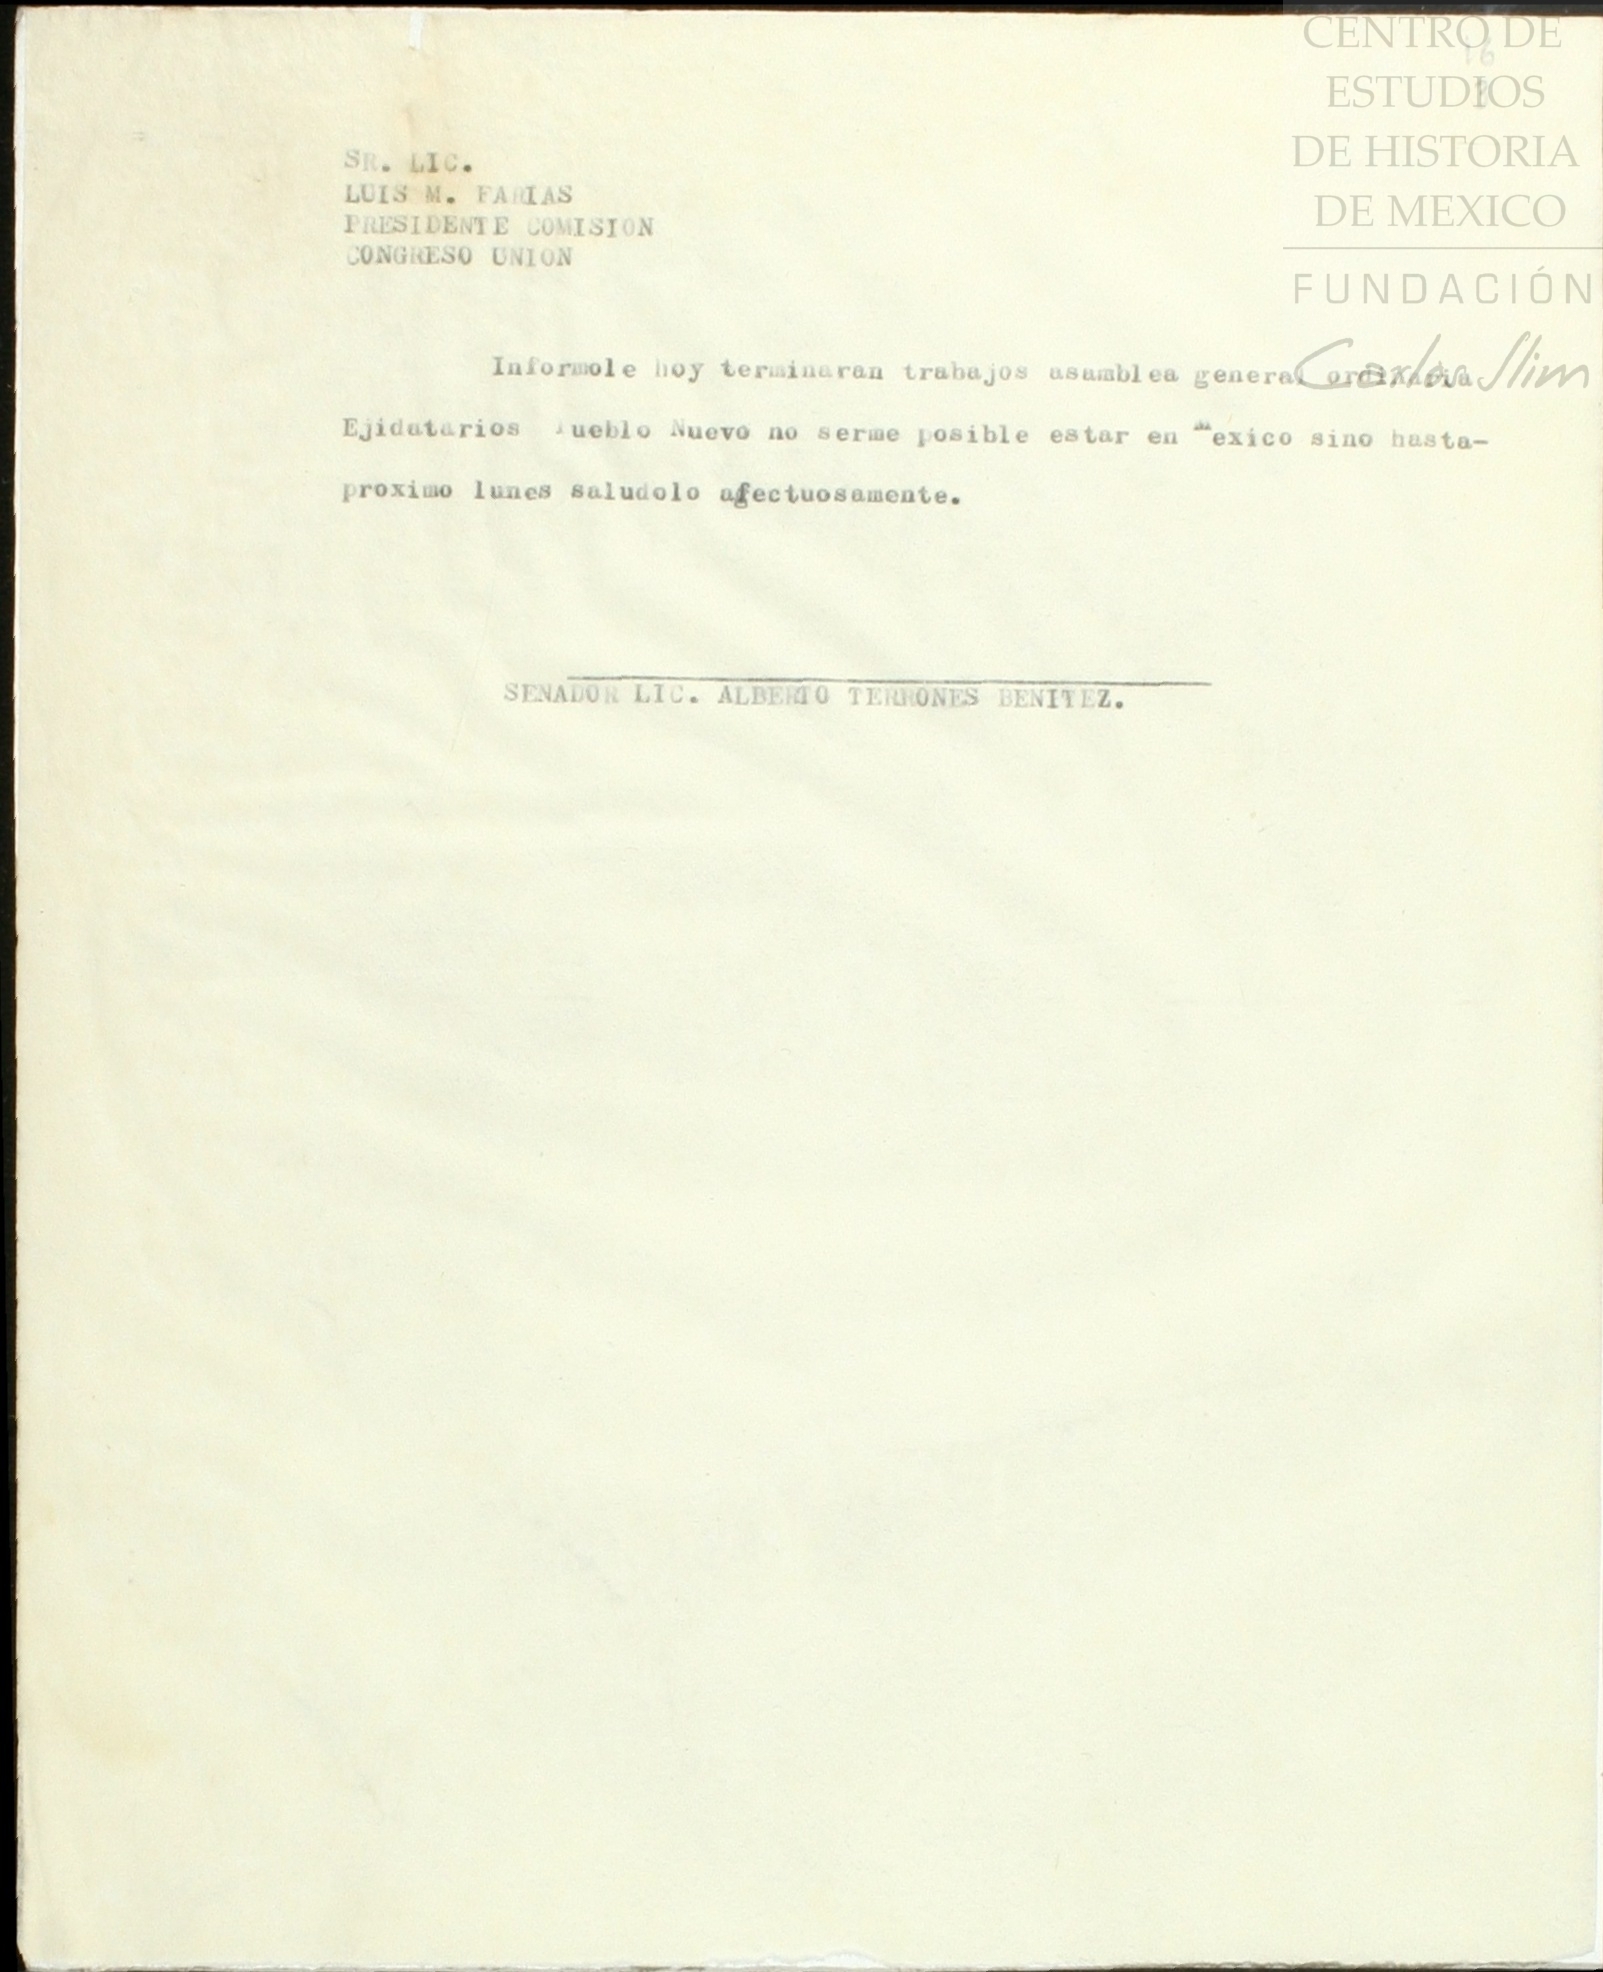 CENTRO DE
ESTUDIOS
DE HISTORIA
DE MEXICO
FUNDACIÓN
Carlos Slim
SR. LIC.
LUIS M. FARIAS
PRESIDENTE COMISION
CONGRESO UNION
Informole hoy terminaran trabajos asamblea general ordinaria
Ejidatarios Pueblo Nuevo no serme posible estar en Mexico sino hasta-
proximo lunes saludolo afectuosamente.
SENADOR LIC. ALBERTO TERRONES BENITEZ.